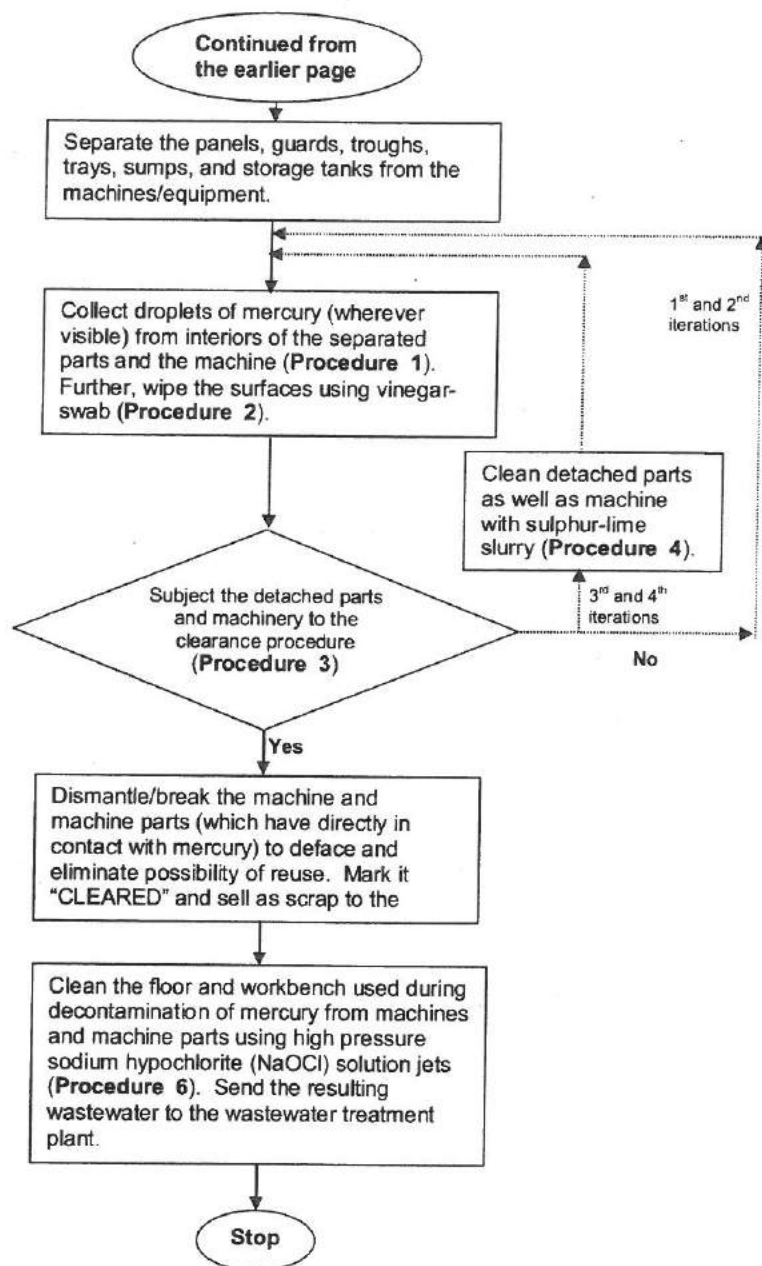 Continued from
the earlier page
Separate the panels, guards, troughs,
trays, sumps, and storage tanks from the
machines/equipment.
1st and 2nd
iterations
Collect droplets of mercury (wherever
visible) from interiors of the separated
parts and the machine (Procedure 1).
Further, wipe the surfaces using vinegar-
swab (Procedure 2).
Clean detached parts
as well as machine
with sulphur-lime
slurry (Procedure 4).
3rd and 4th
iterations
Subject the detached parts
and machinery to the
clearance procedure
(Procedure 3)
No
Yes
Dismantle/break the machine and
machine parts (which have directly in
contact with mercury) to deface and
eliminate possibility of reuse. Mark it
"CLEARED" and sell as scrap to the
Clean the floor and workbench used during
decontamination of mercury from machines
and machine parts using high pressure
sodium hypochlorite (NaOCl) solution jets
(Procedure 6). Send the resulting
wastewater to the wastewater treatment
plant.
Stop